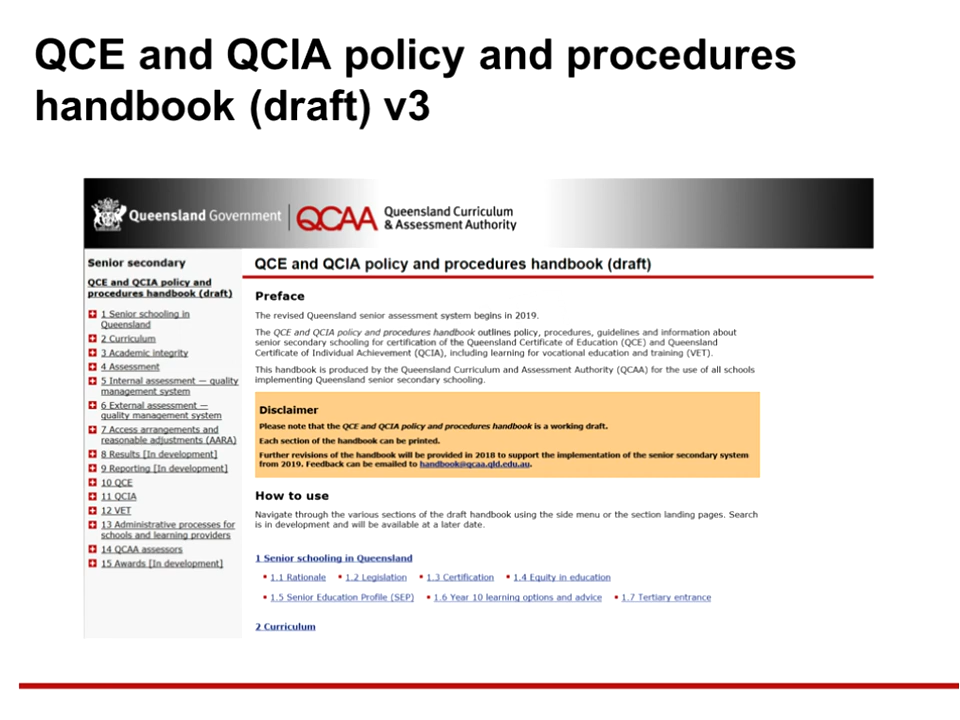 QCE and QCIA policy and procedures
handbook (draft) v3
Queensland Government
QCAA
Queensland Curriculum
& Assessment Authority
Senior secondary
QCE and QCIA policy and
procedures handbook (draft)
1 Senior schooling in
Queensland
2 Curriculum
3 Academic integrity
4 Assessment
5 Internal assessment — quality
management system
6 External assessment —
quality management system
7 Access arrangements and
reasonable adjustments (AARA)
8 Results [In development]
9 Reporting [In development]
10 QCE
11 QCIA
12 VET
13 Administrative processes for
schools and learning providers
14 QCAA assessors
15 Awards [In development]
QCE and QCIA policy and procedures handbook (draft)
Preface
The revised Queensland senior assessment system begins in 2019.
The QCE and QCIA policy and procedures handbook outlines policy, procedures, guidelines and information about
senior secondary schooling for certification of the Queensland Certificate of Education (QCE) and Queensland
Certificate of Individual Achievement (QCIA), including learning for vocational education and training (VET).
This handbook is produced by the Queensland Curriculum and Assessment Authority (QCAA) for the use of all schools
implementing Queensland senior secondary schooling.
Disclaimer
Please note that the QCE and QCIA policy and procedures handbook is a working draft.
Each section of the handbook can be printed.
Further revisions of the handbook will be provided in 2018 to support the implementation of the senior secondary system
from 2019. Feedback can be emailed to handbook@qcaa.qld.edu.au.
How to use
Navigate through the various sections of the draft handbook using the side menu or the section landing pages. Search
is in development and will be available at a later date.
1 Senior schooling in Queensland
1.1 Rationale 1.2 Legislation 1.3 Certification 1.4 Equity in education
1.5 Senior Education Profile (SEP) 1.6 Year 10 learning options and advice 1.7 Tertiary entrance
2 Curriculum